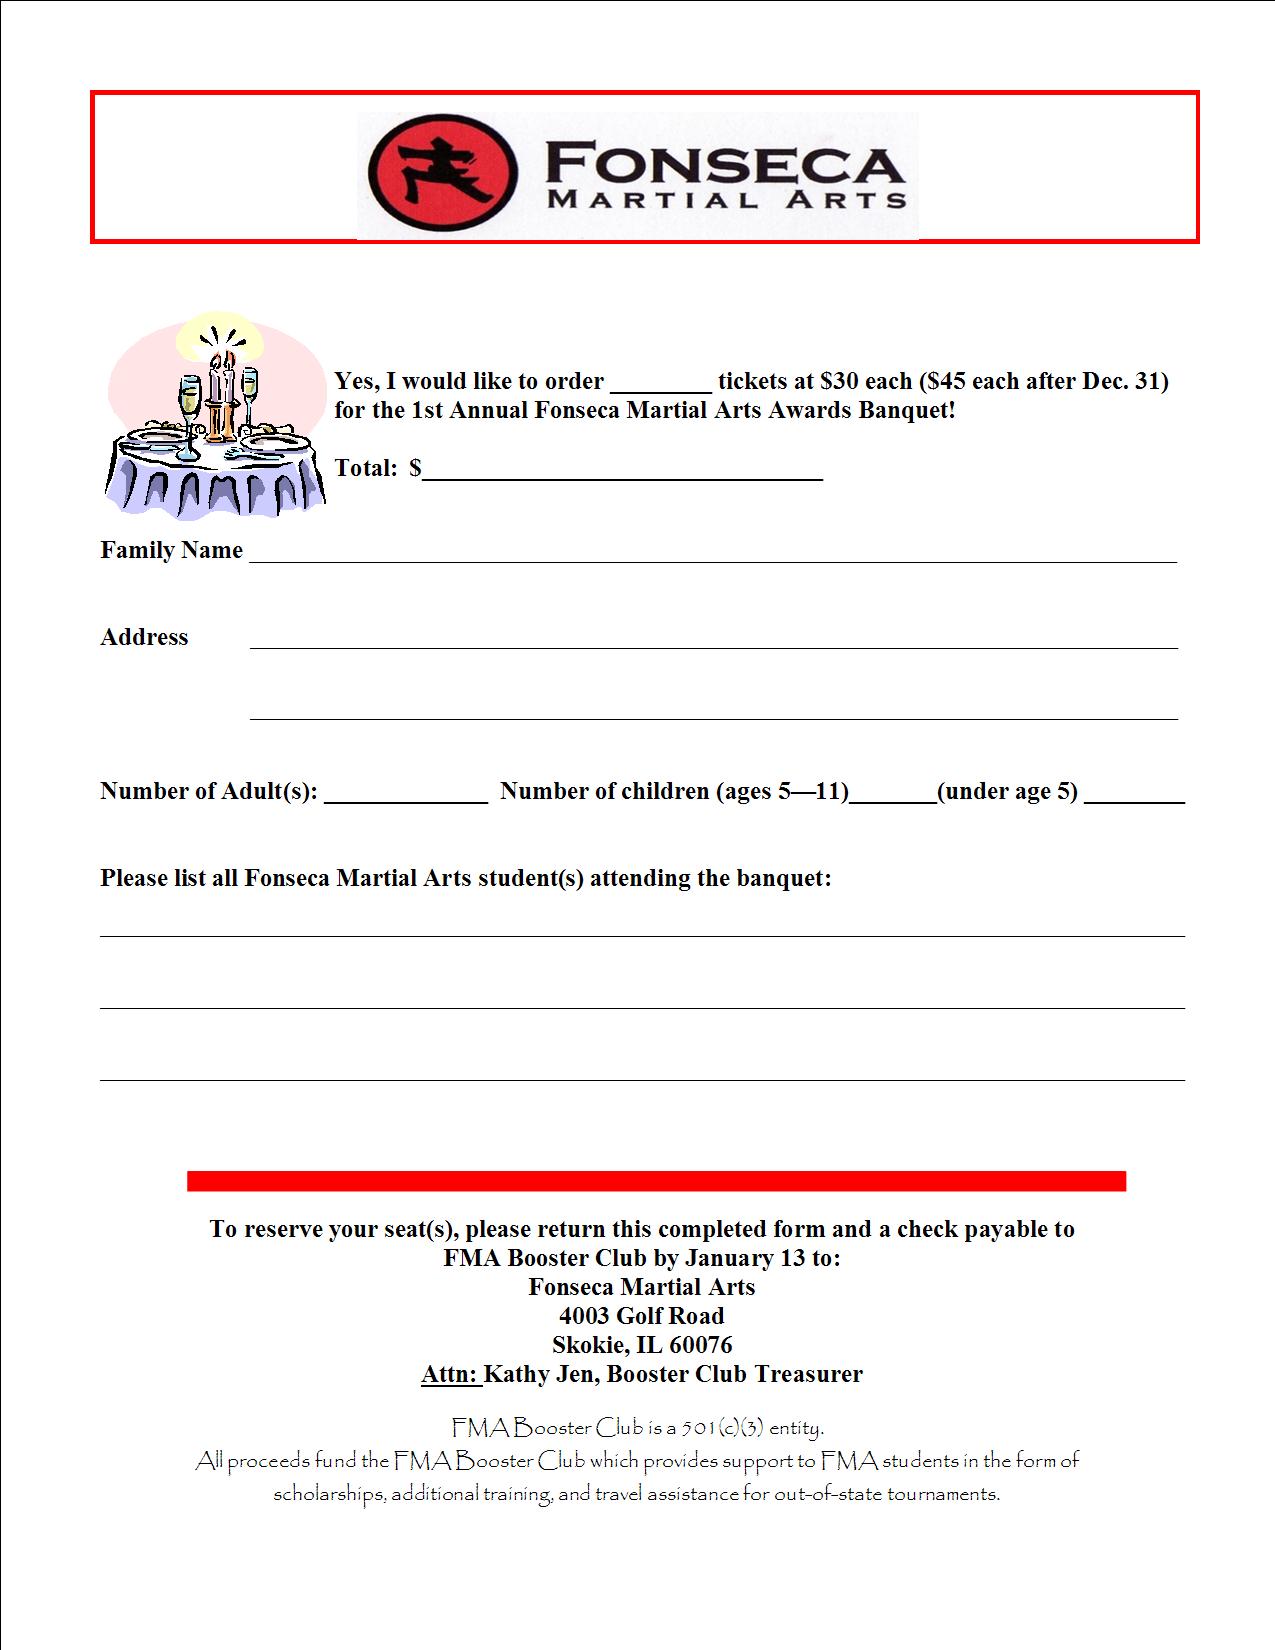 FONSECA
MARTIAL ARTS
Yes, I would like to order ________ tickets at $30 each ($45 each after Dec. 31)
for the 1st Annual Fonseca Martial Arts Awards Banquet!
Total: $________________________________
Family Name ________________________________
Address ________________________________
________________________________
Number of Adult(s): _____________ Number of children (ages 5—11)_______(under age 5) ________
Please list all Fonseca Martial Arts student(s) attending the banquet:
To reserve your seat(s), please return this completed form and a check payable to
FMA Booster Club by January 13 to:
Fonseca Martial Arts
4003 Golf Road
Skokie, IL 60076
Attn: Kathy Jen, Booster Club Treasurer
FMA Booster Club is a 501(c)(3) entity.
All proceeds fund the FMA Booster Club which provides support to FMA students in the form of
scholarships, additional training, and travel assistance for out-of-state tournaments.